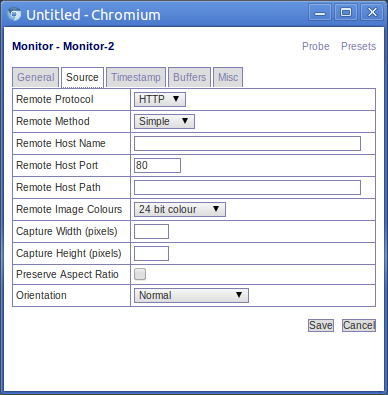 Untitled - Chromium
Monitor - Monitor-2 Probe Presets
General Source Timestamp Buffers Misc
Remote Protocol HTTP
Remote Method Simple
Remote Host Name
Remote Host Port 80
Remote Host Path
Remote Image Colours 24 bit colour
Capture Width (pixels)
Capture Height (pixels)
Preserve Aspect Ratio
Orientation Normal
Save Cancel